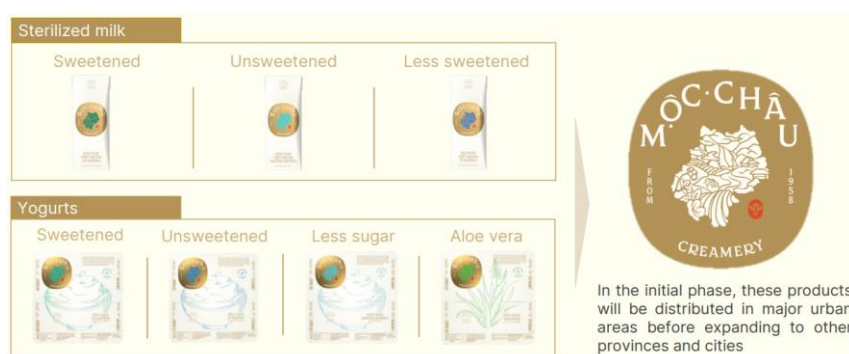 Sterilized milk
Sweetened
Unsweetened
Less sweetened
Yogurts
Sweetened
Unsweetened
Less sugar
Aloe vera
MỘC·CHÂU
FROM
1958
CREAMERY
In the initial phase, these products
will be distributed in major urban
areas before expanding to other
provinces and cities